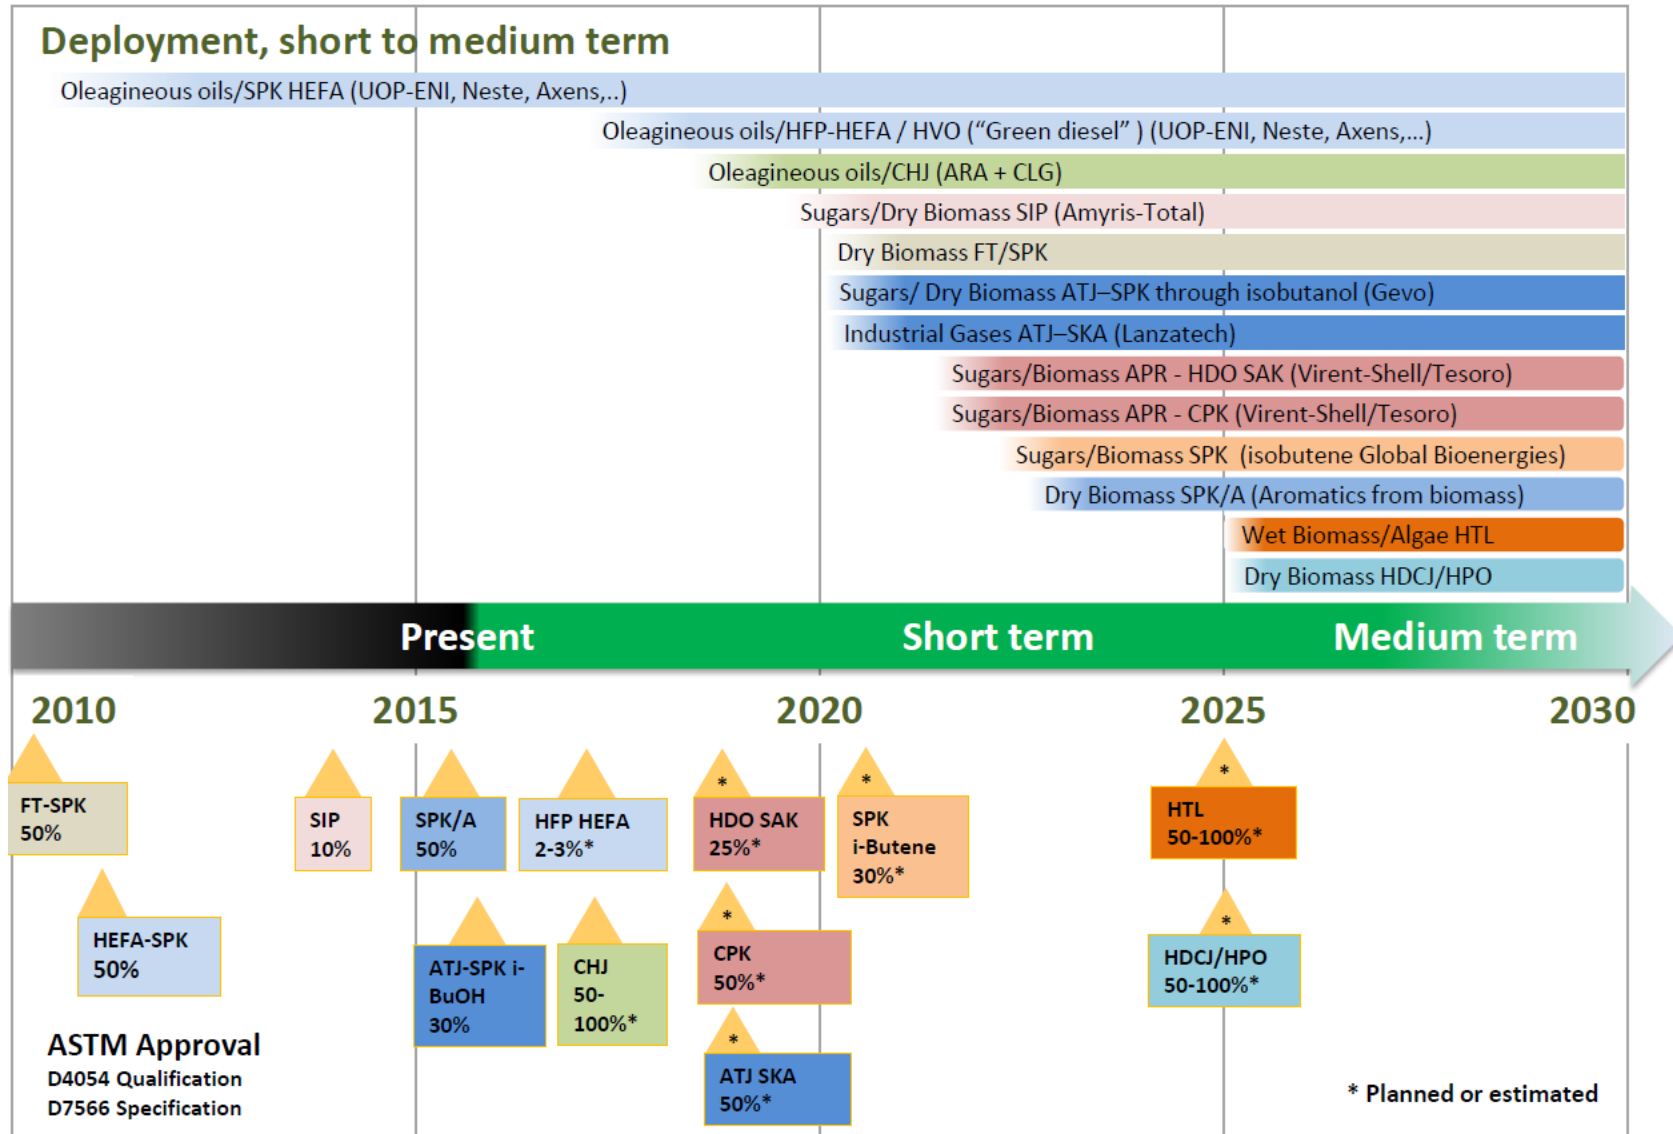 Deployment, short to medium term
Oleagineous oils/SPK HEFA (UOP-ENI, Neste, Axens,..)
Oleagineous oils/HFP-HEFA / HVO (“Green diesel” ) (UOP-ENI, Neste, Axens,...)
Oleagineous oils/CHJ (ARA + CLG)
Sugars/Dry Biomass SIP (Amyris-Total)
Dry Biomass FT/SPK
Sugars/ Dry Biomass ATJ–SPK through isobutanol (Gevo)
Industrial Gases ATJ–SKA (Lanzatech)
Sugars/Biomass APR - HDO SAK (Virent-Shell/Tesoro)
Sugars/Biomass APR - CPK (Virent-Shell/Tesoro)
Sugars/Biomass SPK  (isobutene Global Bioenergies)
Dry Biomass SPK/A (Aromatics from biomass)
Wet Biomass/Algae HTL
Dry Biomass HDCJ/HPO
Present Short term Medium term
2010 2015 2020 2025 2030
FT-SPK
50%
HEFA-SPK
50%
SIP
10%
SPK/A
50%
ATJ-SPK i-
BuOH
30%
HFP HEFA
2-3%*
CHJ
50-
100%*
*
HDO SAK
25%*
*
CPK
50%*
*
ATJ SKA
50%*
*
SPK
i-Butene
30%*
*
HTL
50-100%*
*
HDCJ/HPO
50-100%*
ASTM Approval
D4054 Qualification
D7566 Specification
* Planned or estimated